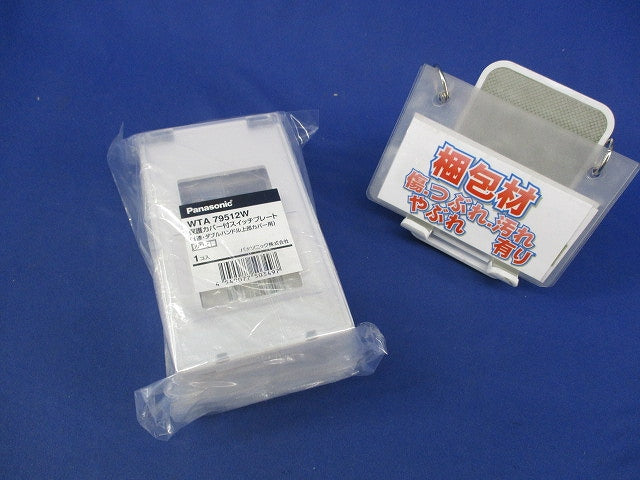 Panasonic
WTA 79512W
保護カバー付スイッチプレート
(1連・ダブルハンドル上部カバー用)
1コ入
パナソニック株式会社
梱包材
傷、つぶれ、汚れ
やぶれ 有り